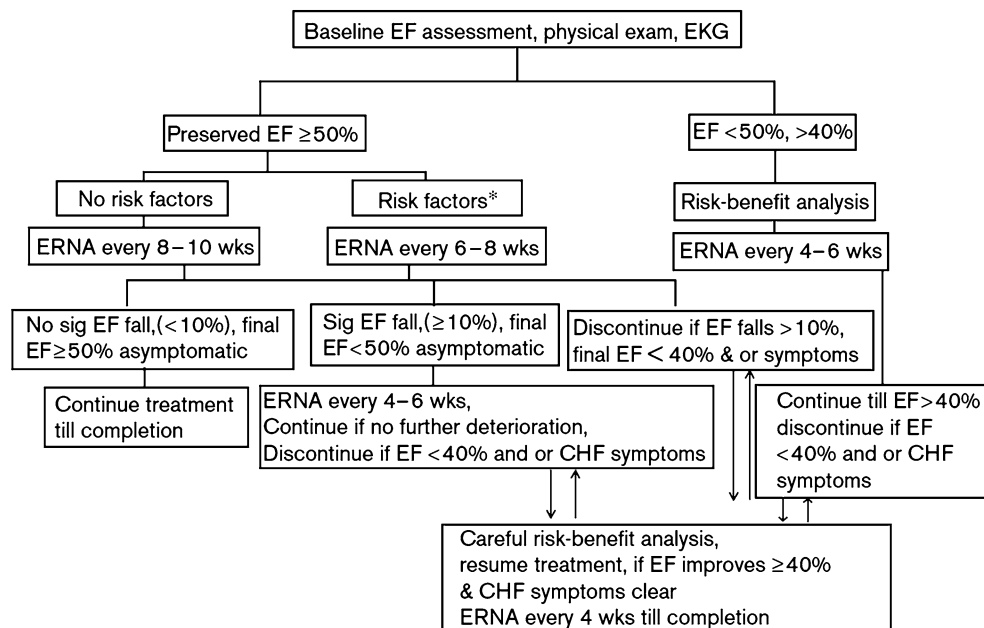 Baseline EF assessment, physical exam, EKG
Preserved EF ≥50%
EF <50%, >40%
No risk factors
Risk factors*
Risk-benefit analysis
ERNA every 8–10 wks
ERNA every 6–8 wks
ERNA every 4–6 wks
No sig EF fall,(<10%), final
EF≥50% asymptomatic
Sig EF fall,(≥10%), final
EF<50% asymptomatic
Discontinue if EF falls >10%,
final EF < 40% & or symptoms
Continue treatment
till completion
ERNA every 4–6 wks,
Continue if no further deterioration,
Discontinue if EF <40% and or CHF symptoms
Continue till EF>40%
discontinue if EF
<40% and or CHF
symptoms
Careful risk-benefit analysis,
resume treatment, if EF improves ≥40%
& CHF symptoms clear
ERNA every 4 wks till completion